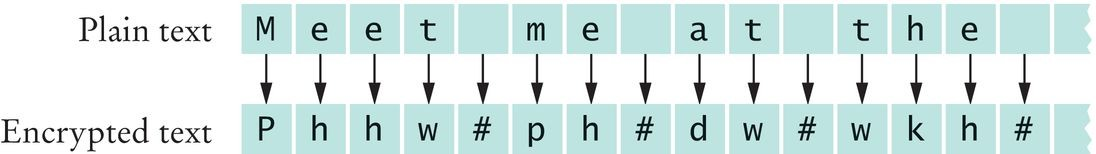 Plain text M e e t m e a t t h e
Encrypted text P h h w # p h # d w # w k h #